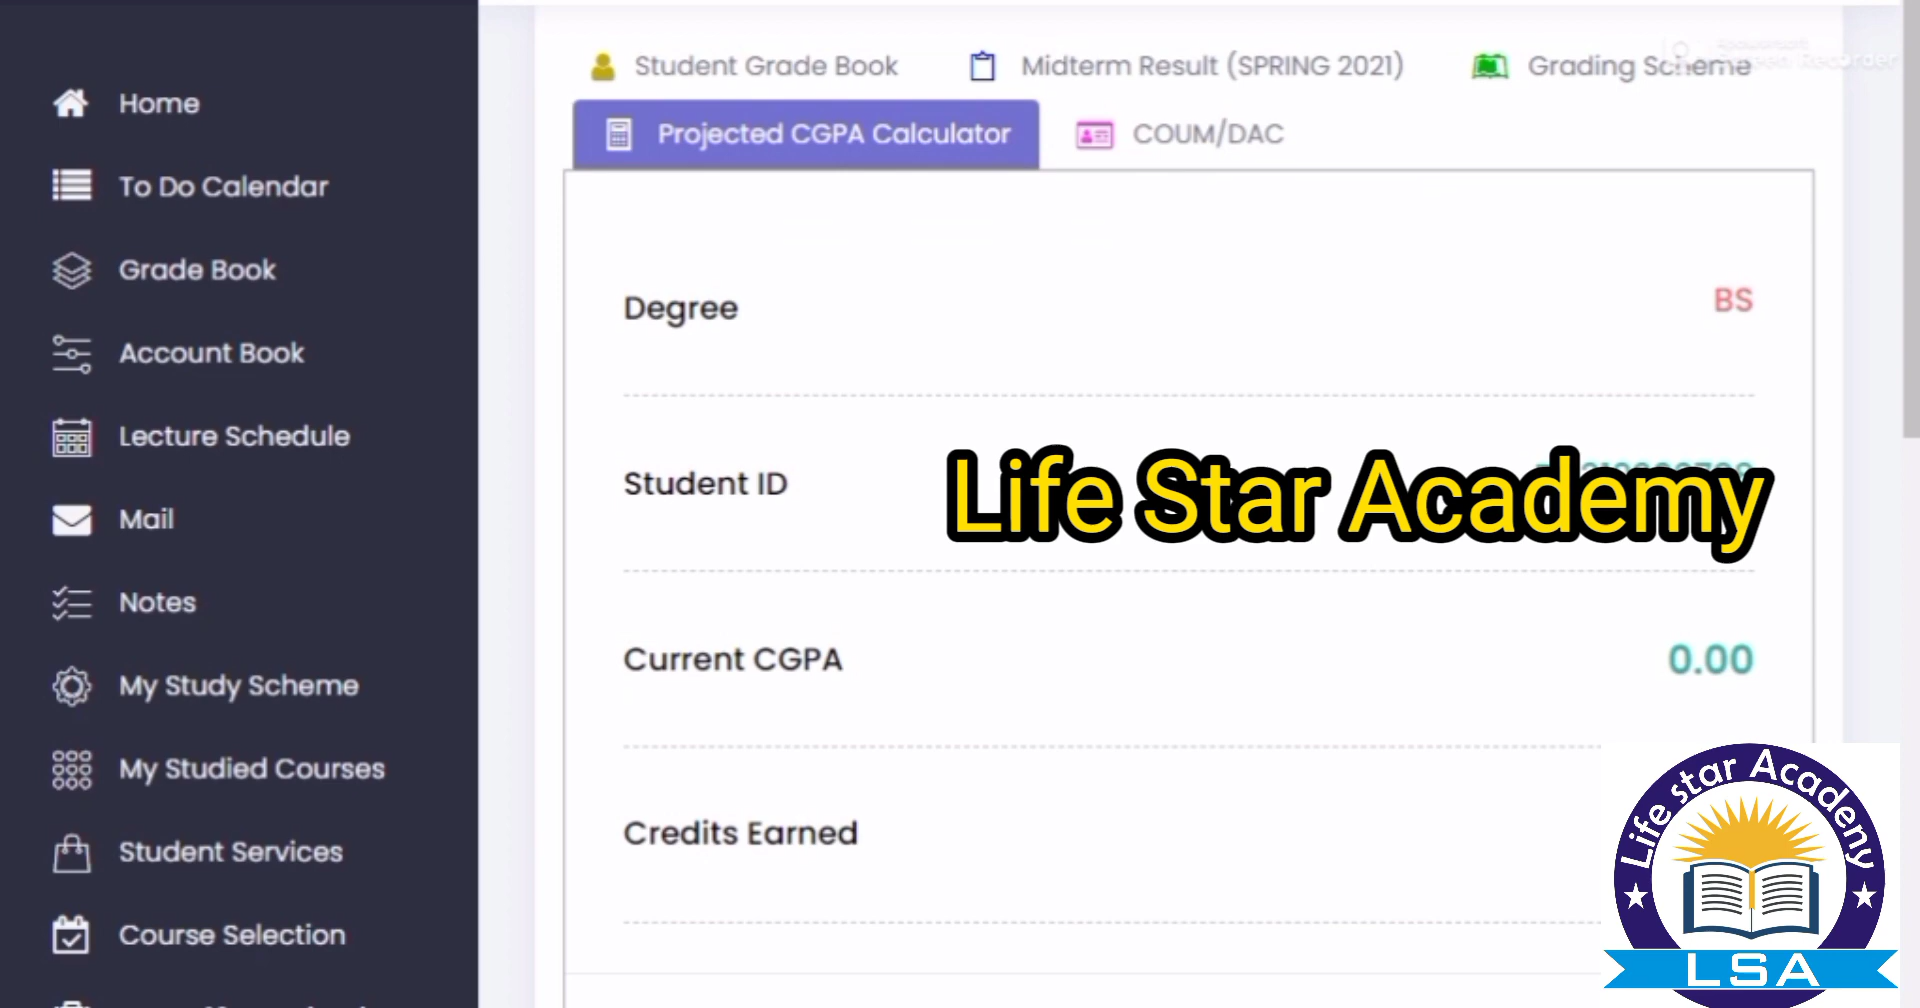 Home
To Do Calendar
Grade Book
Account Book
Lecture Schedule
Mail
Notes
My Study Scheme
My Studied Courses
Student Services
Course Selection
Student Grade Book
Midterm Result (SPRING 2021)
Grading Scheme
Screen Recorder
Projected CGPA Calculator
COUM/DAC
Degree
BS
Student ID
Life Star Academy
Current CGPA
0.00
Credits Earned
Life star Academy
LSA